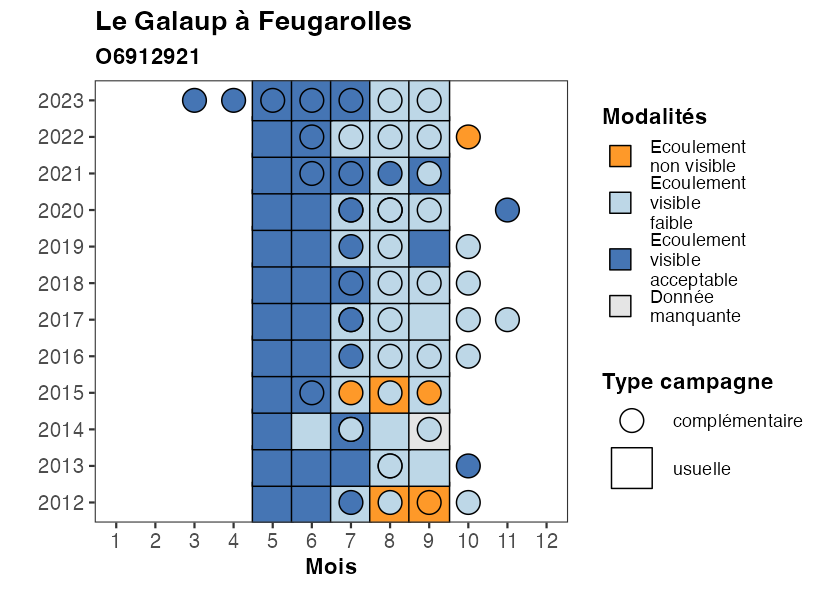 Le Galaup à Feugarolles
O6912921
2023
2022
2021
2020
2019
2018
2017
2016
2015
2014
2013
2012
1 2 3 4 5 6 7 8 9 10 11 12
Mois
Modalités
Ecoulement
non visible
Ecoulement
visible
faible
Ecoulement
visible
acceptable
Donnée
manquante
Type campagne
complémentaire
usuelle